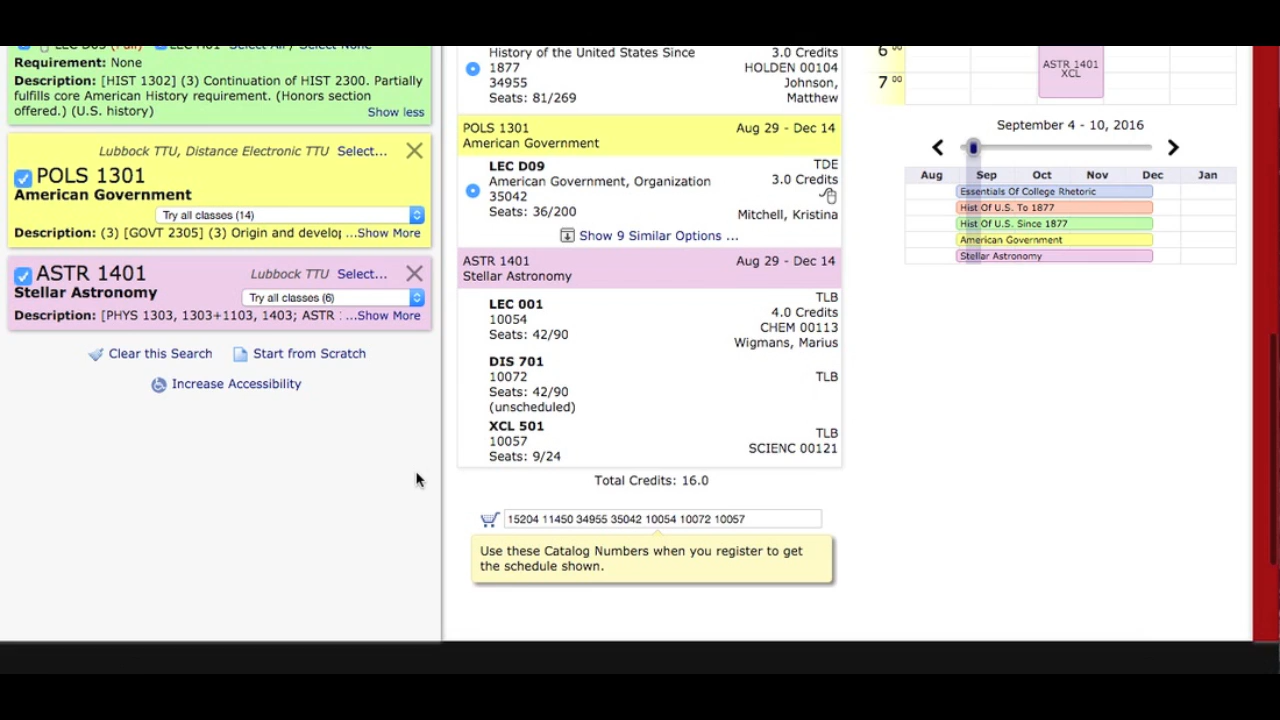 Requirement: None
Description: [HIST 1302] (3) Continuation of HIST 2300. Partially
fulfills core American History requirement. (Honors section
offered.) (U.S. history)
Show less
Lubbock TTU, Distance Electronic TTU Select...
POLS 1301
American Government
Try all classes (14)
Description: (3) [GOVT 2305] (3) Origin and develop ...Show More
ASTR 1401
Lubbock TTU Select...
Stellar Astronomy
Try all classes (6)
Description: [PHYS 1303, 1303+1103, 1403; ASTR ...Show More
Clear this Search Start from Scratch
Increase Accessibility
History of the United States Since 3.0 Credits
1877 HOLDEN 00104
34955 Johnson,
Seats: 81/269 Matthew
POLS 1301 Aug 29 - Dec 14
American Government
LEC D09 TDE
American Government, Organization 3.0 Credits
35042
Seats: 36/200 Mitchell, Kristina
Show 9 Similar Options ...
ASTR 1401 Aug 29 - Dec 14
Stellar Astronomy
LEC 001 TLB
10054 4.0 Credits
Seats: 42/90 CHEM 00113
Wigmans, Marius
DIS 701
10072 TLB
Seats: 42/90
(unscheduled)
XCL 501 TLB
10057 SCIENC 00121
Seats: 9/24
Total Credits: 16.0
15204 11450 34955 35042 10054 10072 10057
Use these Catalog Numbers when you register to get
the schedule shown.
6 00
ASTR 1401
XCL
7 00
September 4 - 10, 2016
Aug Sep Oct Nov Dec Jan
Essentials Of College Rhetoric
Hist Of U.S. To 1877
Hist Of U.S. Since 1877
American Government
Stellar Astronomy